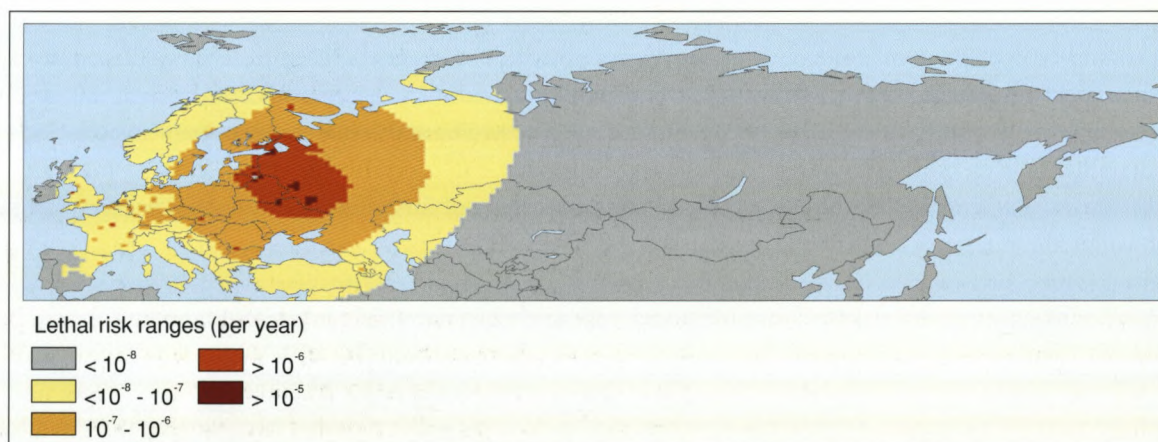 Lethal risk ranges (per year)
< 10⁻⁸
<10⁻⁸ - 10⁻⁷
10⁻⁷ - 10⁻⁶
> 10⁻⁶
> 10⁻⁵